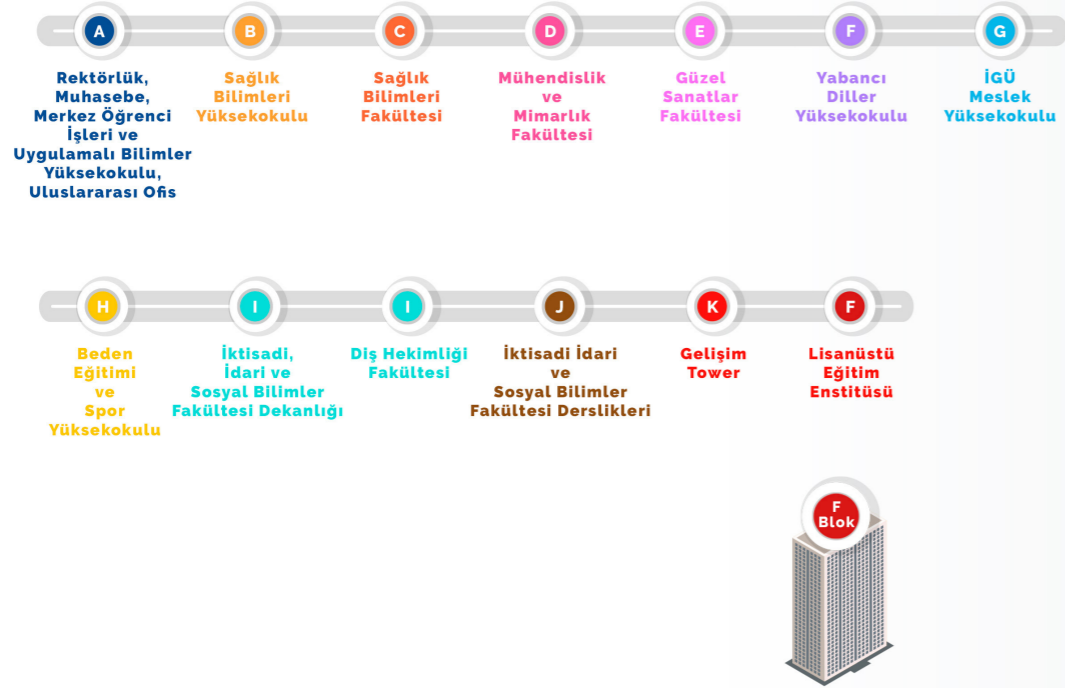 A
B
C
D
E
F
G
Rektörlük,
Muhasebe,
Merkez Öğrenci
İşleri ve
Uygulamalı Bilimler
Yüksekokulu,
Uluslararası Ofis
Sağlık
Bilimleri
Yüksekokulu
Sağlık
Bilimleri
Fakültesi
Mühendislik
ve
Mimarlık
Fakültesi
Güzel
Sanatlar
Fakültesi
Yabancı
Diller
Yüksekokulu
İGÜ
Meslek
Yüksekokulu
H
I
I
J
K
F
Beden
Eğitimi
ve
Spor
Yüksekokulu
İktisadi,
İdari ve
Sosyal Bilimler
Fakültesi Dekanlığı
Diş Hekimliği
Fakültesi
İktisadi İdari
ve
Sosyal Bilimler
Fakültesi Derslikleri
Gelişim
Tower
Lisanüstü
Eğitim
Enstitüsü
F
Blok